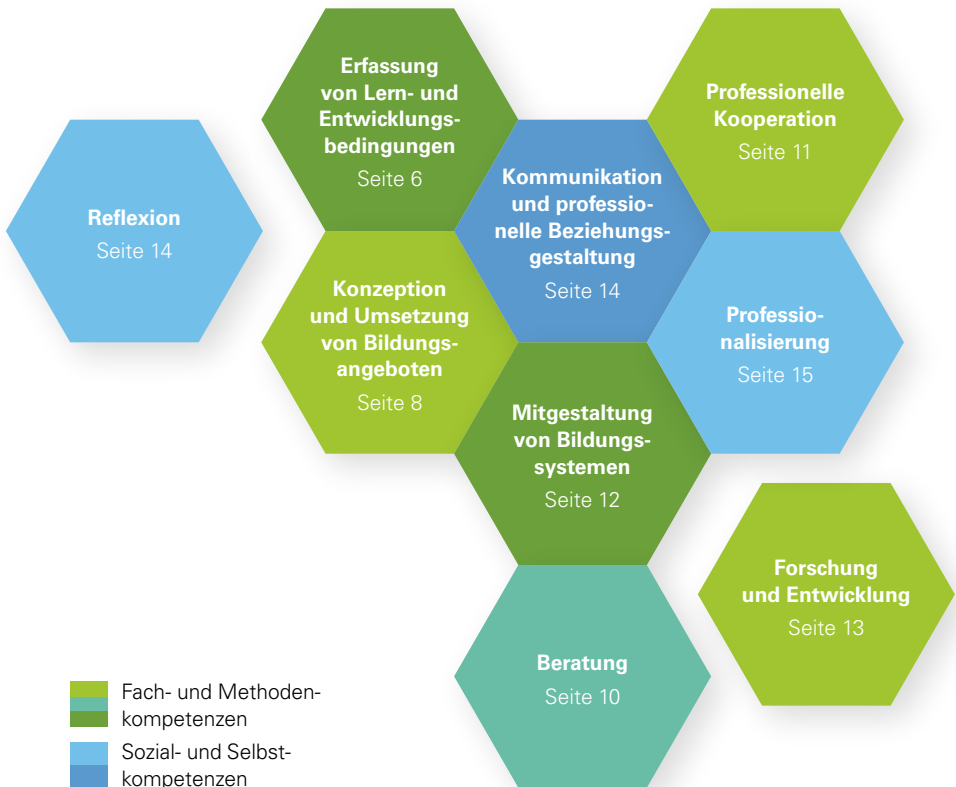 Erfassung
von Lern- und
Entwicklungs-
bedingungen
Seite 6
Professionelle
Kooperation
Seite 11
Reflexion
Seite 14
Kommunikation
und professio-
nelle Beziehungs-
gestaltung
Seite 14
Konzeption
und Umsetzung
von Bildungs-
angeboten
Seite 8
Professio-
nalisierung
Seite 15
Mitgestaltung
von Bildungs-
systemen
Seite 12
Forschung
und Entwicklung
Seite 13
Beratung
Seite 10
Fach- und Methoden-
kompetenzen
Sozial- und Selbst-
kompetenzen